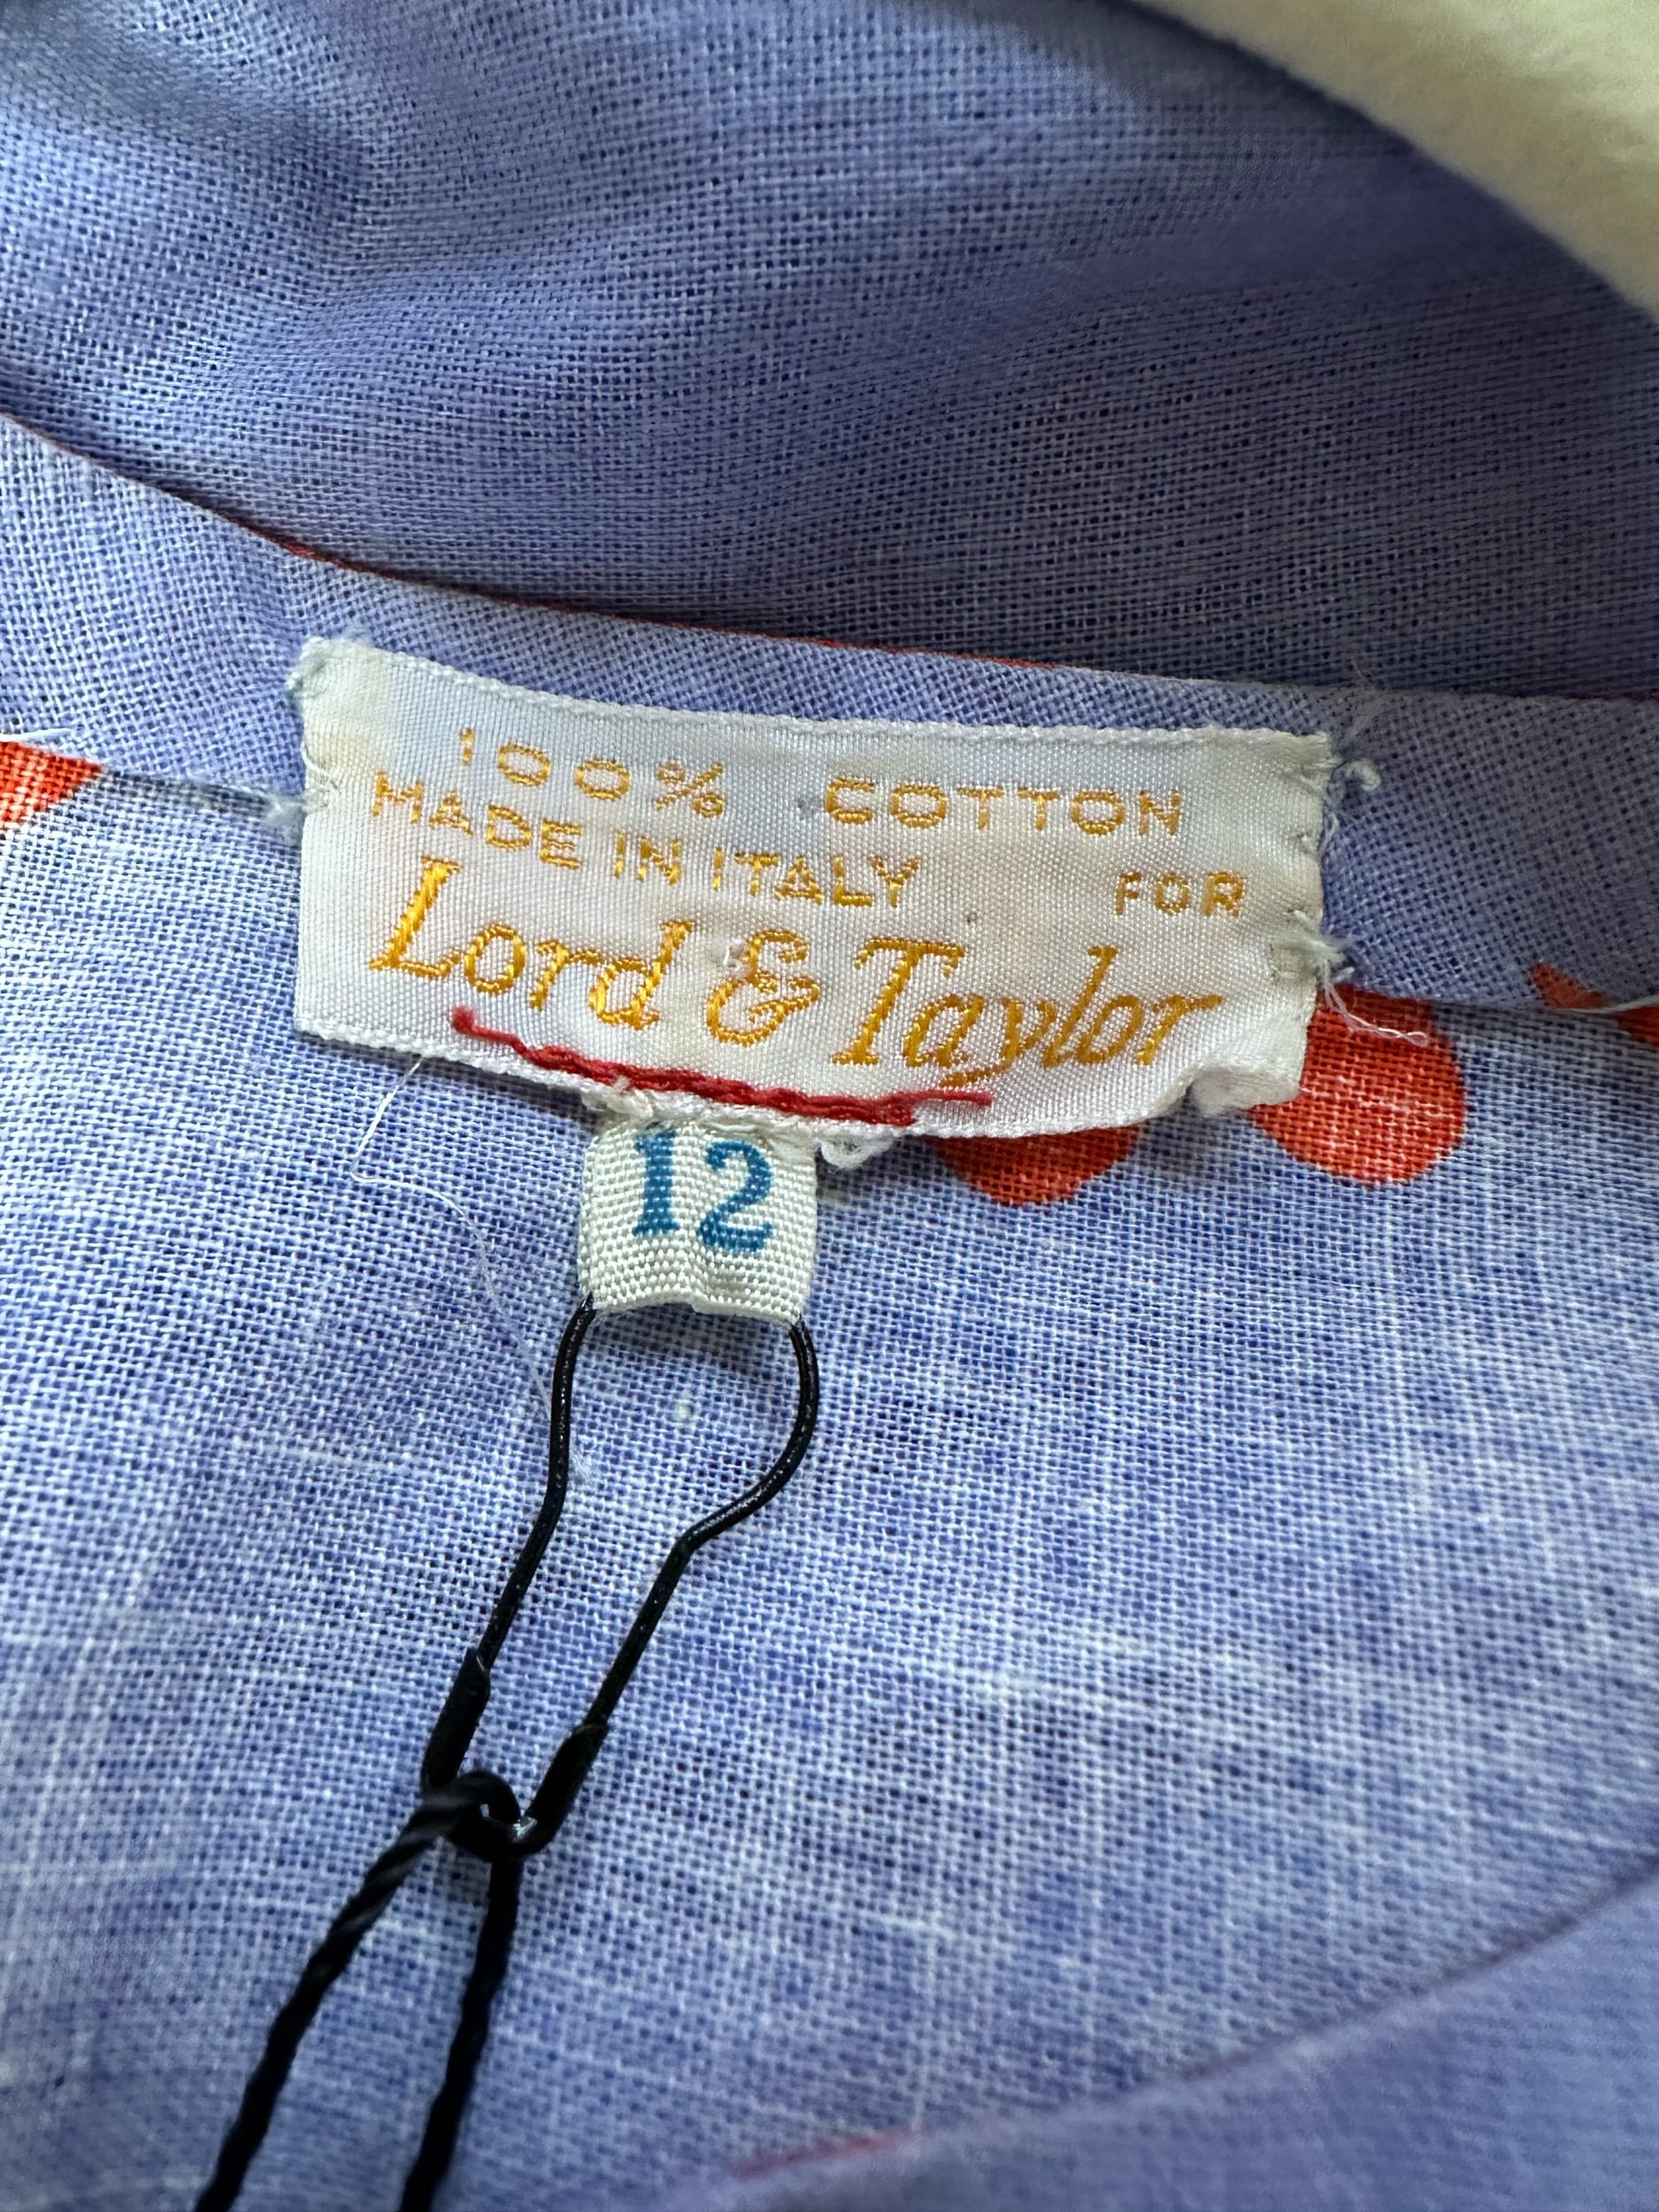 100% COTTON
MADE IN ITALY FOR
Lord & Taylor
12